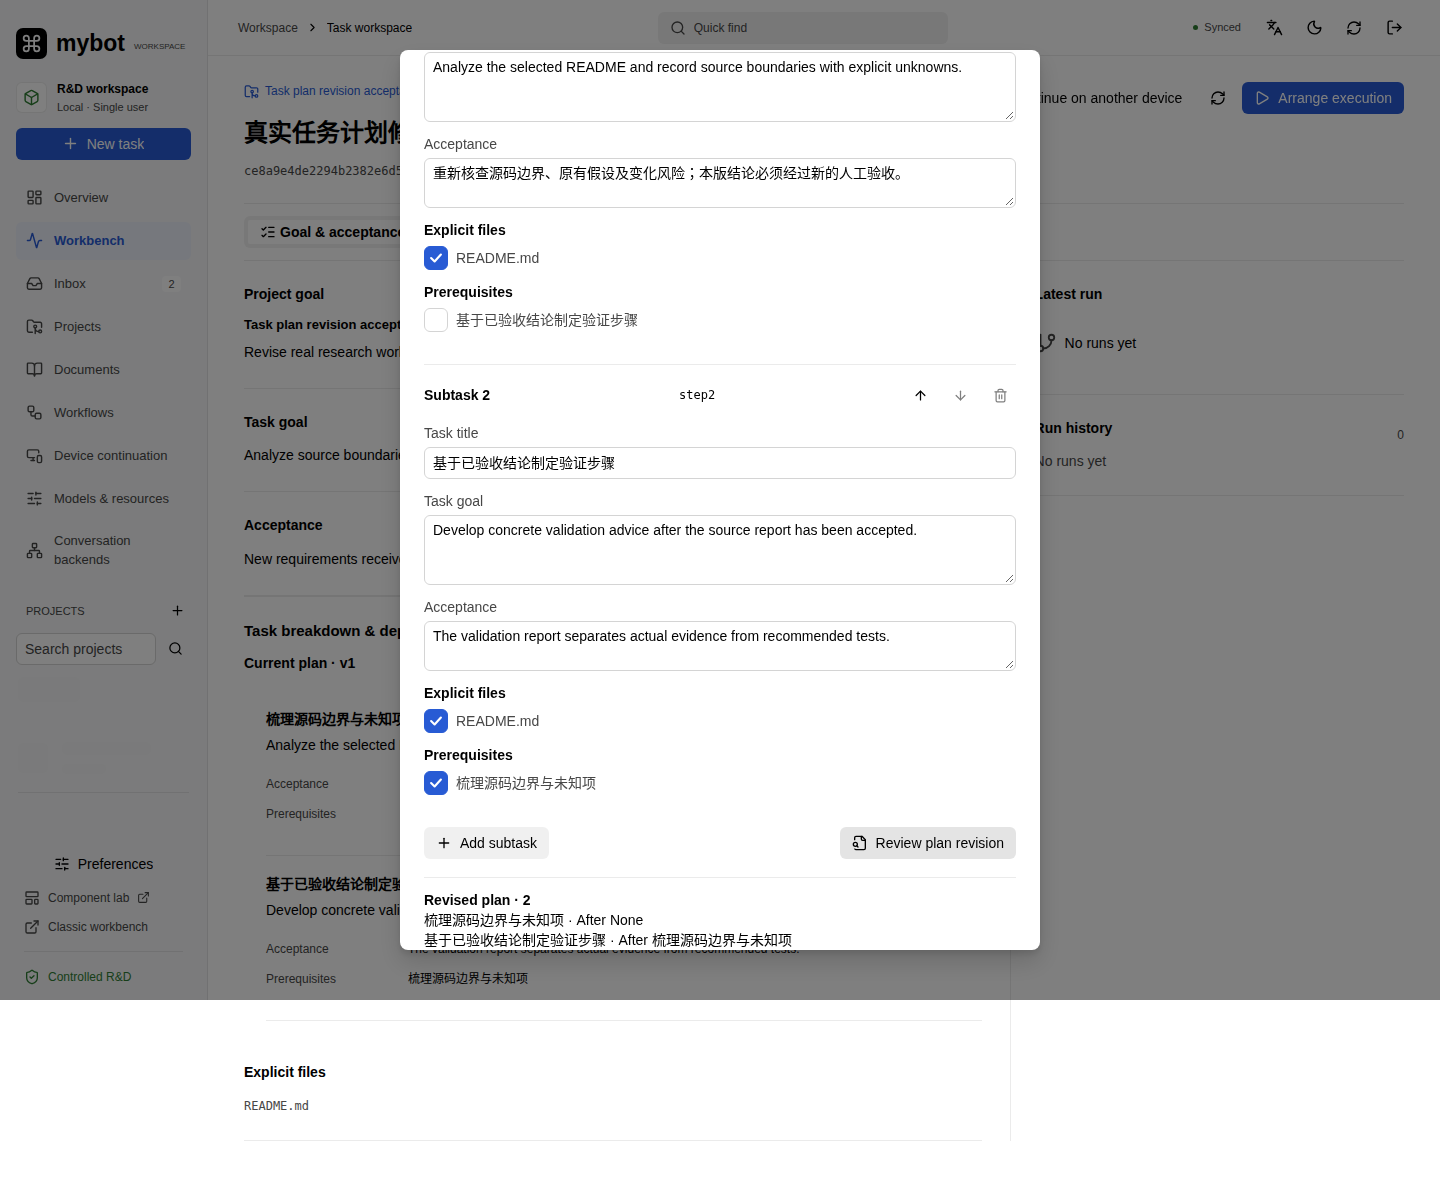 mybot WORKSPACE
R&D workspace
Local · Single user
New task
Overview
Workbench
Inbox 2
Projects
Documents
Workflows
Device continuation
Models & resources
Conversation
backends
PROJECTS
Search projects
Preferences
Component lab
Classic workbench
Controlled R&D
Workspace > Task workspace
Quick find
Synced
Task plan revision accept
inue on another device
Arrange execution
真实任务计划
ce8a9e4de2294b2382e6d5
Goal & acceptance
Project goal
Task plan revision accept
Revise real research wor
Task goal
Analyze source boundari
Acceptance
New requirements receiv
Task breakdown & dep
Current plan · v1
梳理源码边界与未知项
Analyze the selected
Acceptance
Prerequisites
基于已验收结论制定验
Develop concrete vali
Acceptance The validation report separates actual evidence from recommended tests.
Prerequisites 梳理源码边界与未知项
Explicit files
README.md
Latest run
No runs yet
Run history 0
No runs yet
Analyze the selected README and record source boundaries with explicit unknowns.
Acceptance
重新核查源码边界、原有假设及变化风险；本版结论必须经过新的人工验收。
Explicit files
README.md
Prerequisites
基于已验收结论制定验证步骤
Subtask 2 step2
Task title
基于已验收结论制定验证步骤
Task goal
Develop concrete validation advice after the source report has been accepted.
Acceptance
The validation report separates actual evidence from recommended tests.
Explicit files
README.md
Prerequisites
梳理源码边界与未知项
Add subtask
Review plan revision
Revised plan · 2
梳理源码边界与未知项 · After None
基于已验收结论制定验证步骤 · After 梳理源码边界与未知项